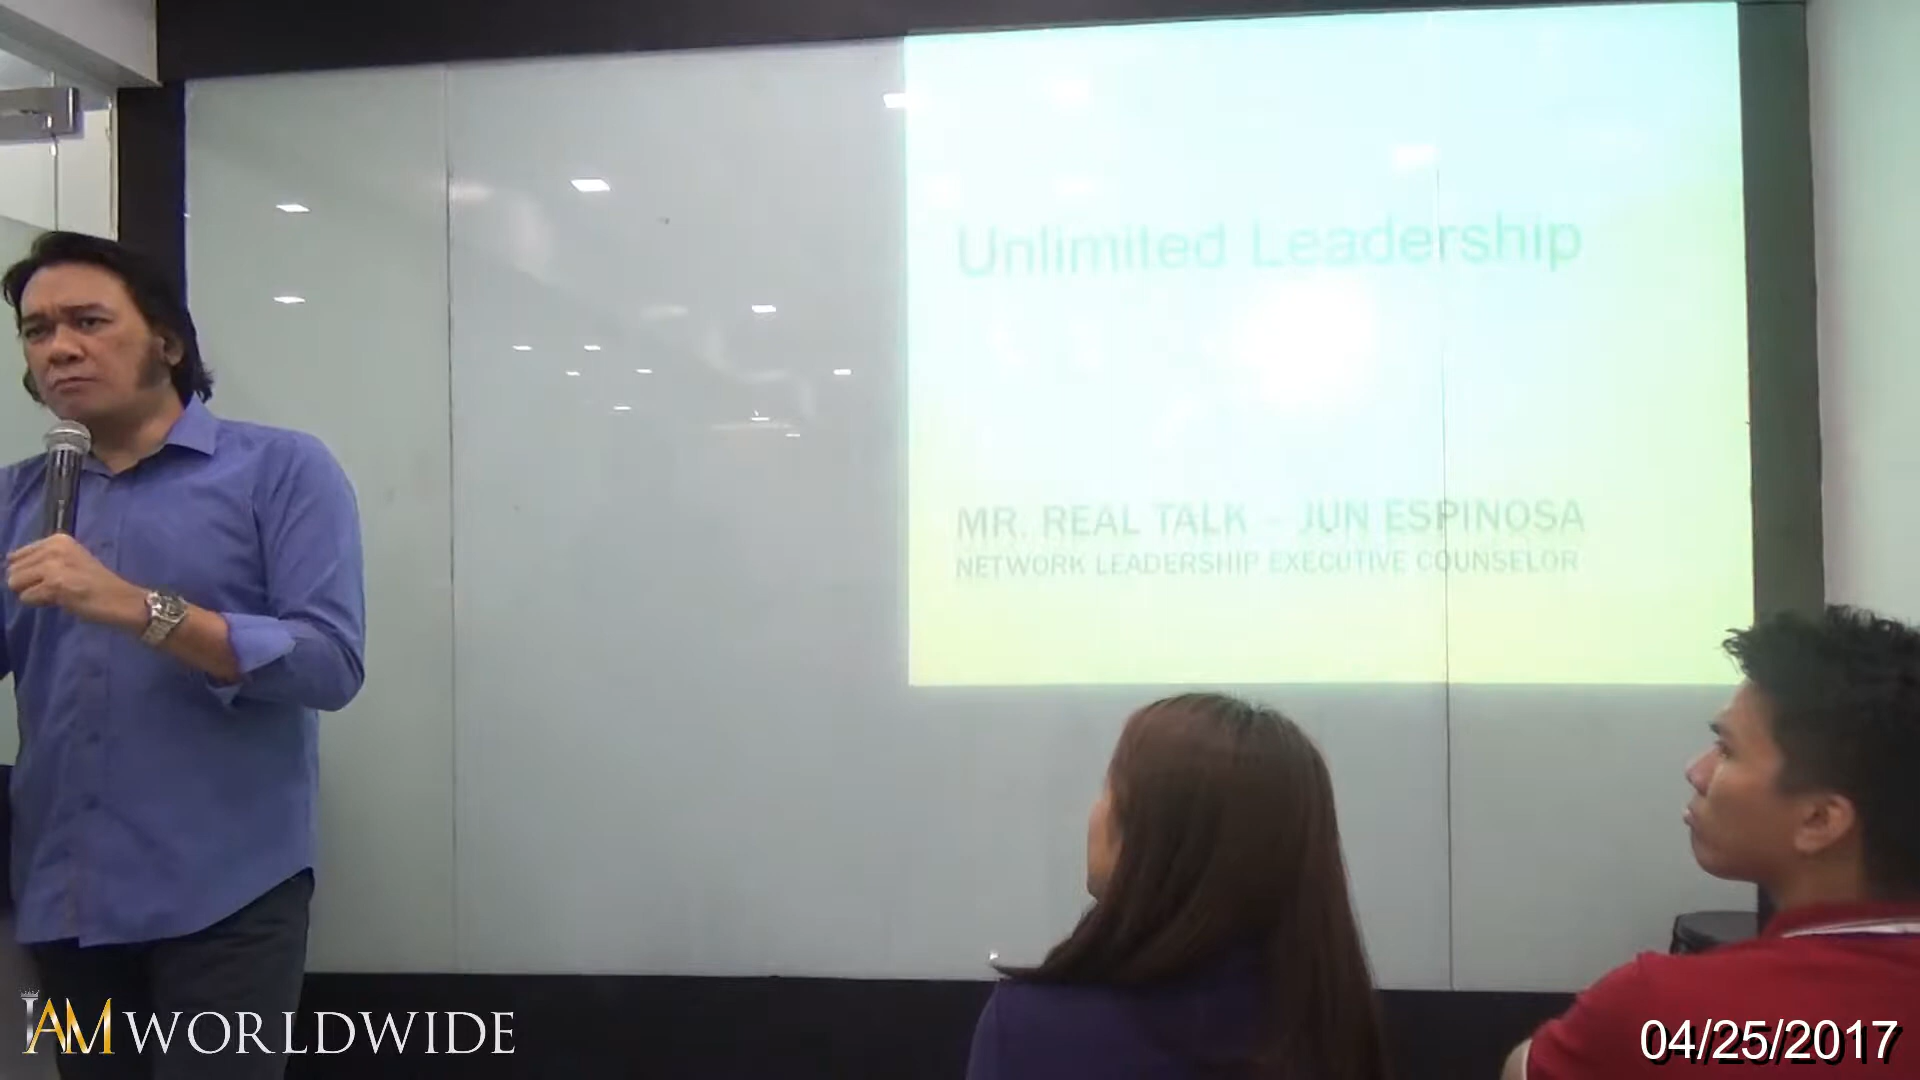 Unlimited Leadership
MR. REAL TALK - JUN ESPINOSA
NETWORK LEADERSHIP EXECUTIVE COUNSELOR
IAM WORLDWIDE
04/25/2017